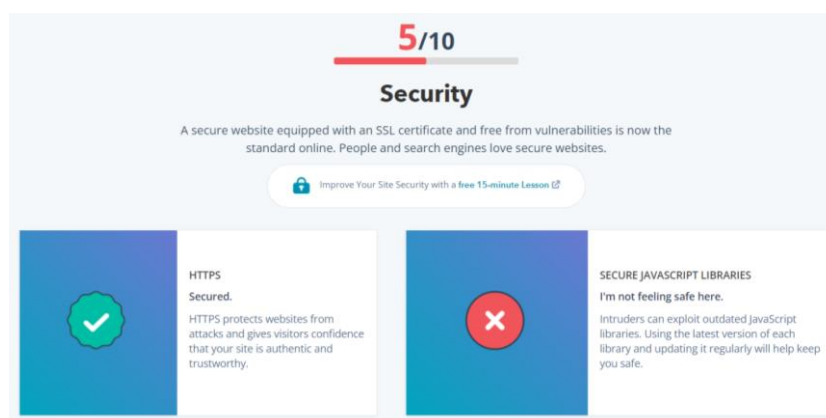 5/10
Security
A secure website equipped with an SSL certificate and free from vulnerabilities is now the
standard online. People and search engines love secure websites.
Improve Your Site Security with a free 15-minute Lesson
HTTPS
Secured.
HTTPS protects websites from
attacks and gives visitors confidence
that your site is authentic and
trustworthy.
SECURE JAVASCRIPT LIBRARIES
I'm not feeling safe here.
Intruders can exploit outdated JavaScript
libraries. Using the latest version of each
library and updating it regularly will help keep
you safe.